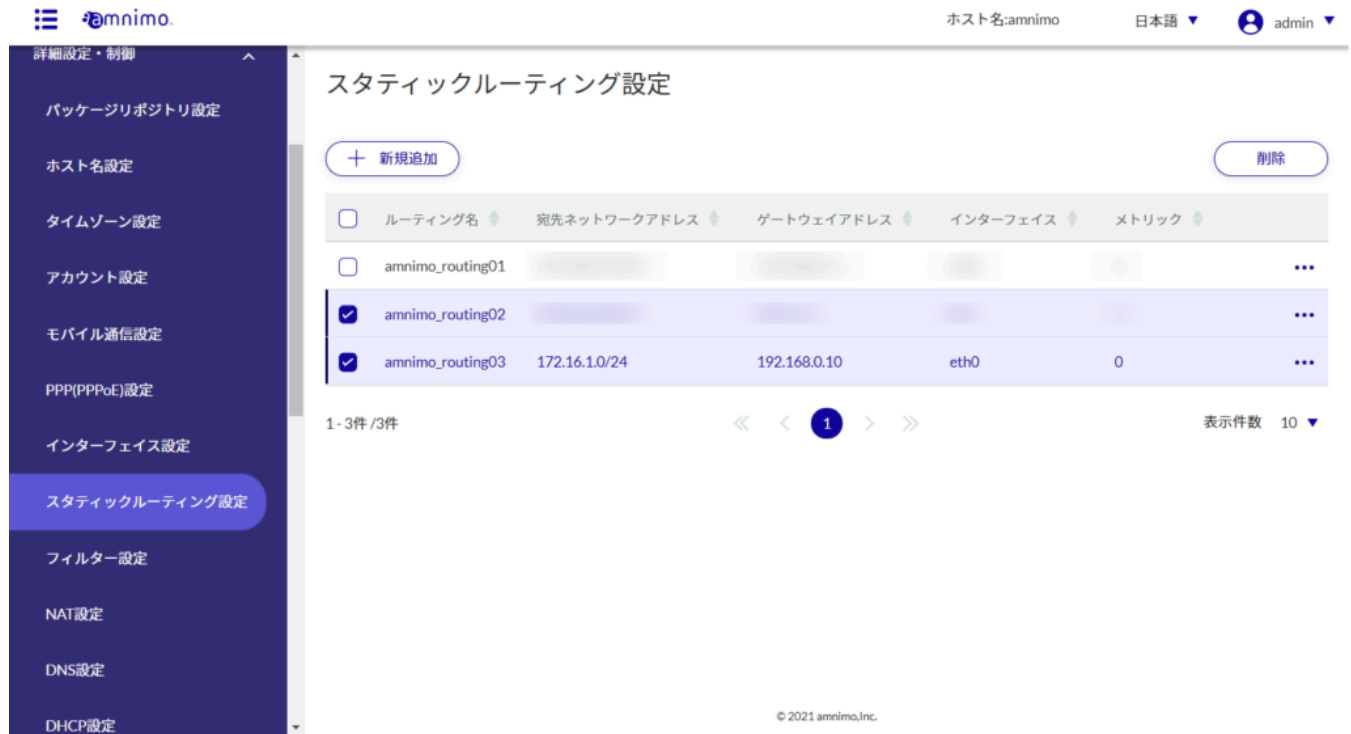 amnimo.
ホスト名:amnimo 日本語 ▼ admin ▼
詳細設定・制御
パッケージリポジトリ設定
ホスト名設定
タイムゾーン設定
アカウント設定
モバイル通信設定
PPP(PPPoE)設定
インターフェイス設定
スタティックルーティング設定
フィルター設定
NAT設定
DNS設定
DHCP設定
スタティックルーティング設定
+ 新規追加 削除
ルーティング名 宛先ネットワークアドレス ゲートウェイアドレス インターフェイス メトリック
amnimo_routing01 •••
amnimo_routing02 •••
amnimo_routing03 172.16.1.0/24 192.168.0.10 eth0 0 •••
1 - 3件 /3件 1 表示件数 10 ▼
© 2021 amnimo,Inc.